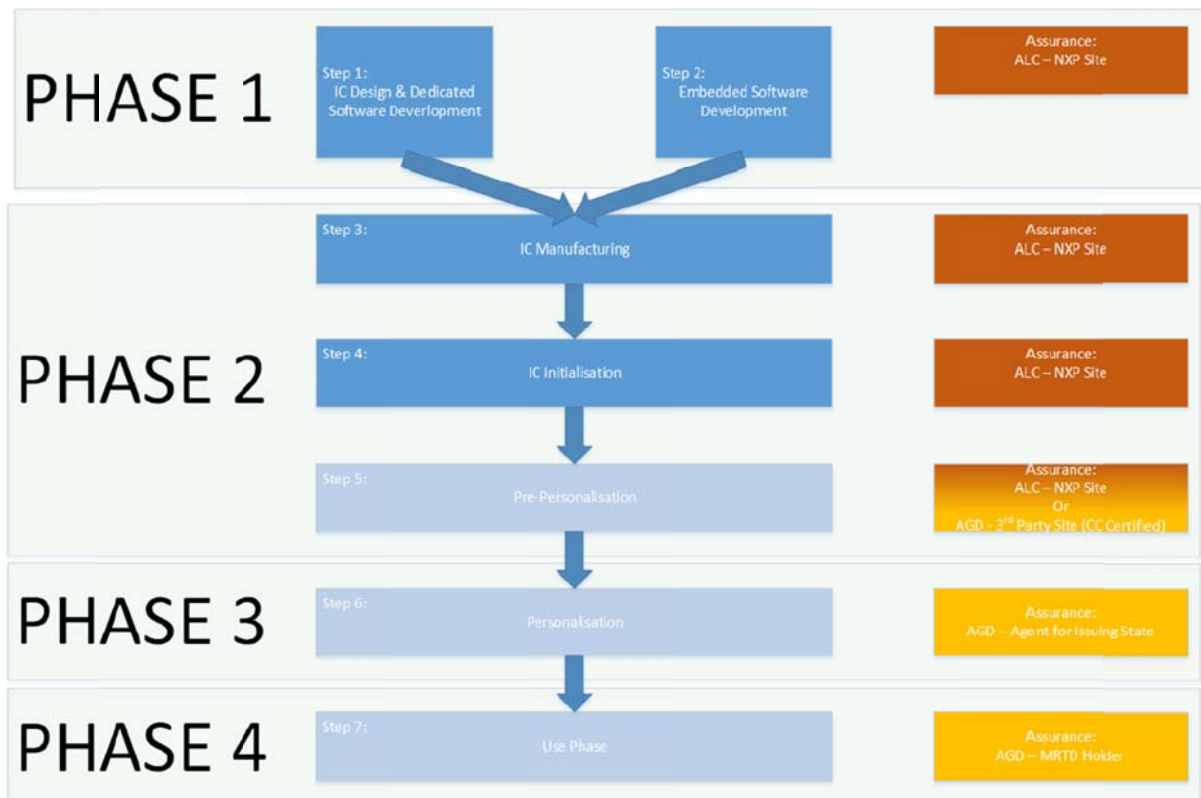 PHASE 1
Step 1:
IC Design & Dedicated
Software Deverlopment
Step 2:
Embedded Software
Development
Assurance:
ALC – NXP Site
PHASE 2
Step 3:
IC Manufacturing
Assurance:
ALC – NXP Site
Step 4:
IC Initialisation
Assurance:
ALC – NXP Site
Step 5:
Pre-Personalisation
Assurance:
ALC – NXP Site
Or
AGD - 3rd Party Site (CC Certified)
PHASE 3
Step 6:
Personalisation
Assurance:
AGD – Agent for Issuing State
PHASE 4
Step 7:
Use Phase
Assurance:
AGD – MRTD Holder